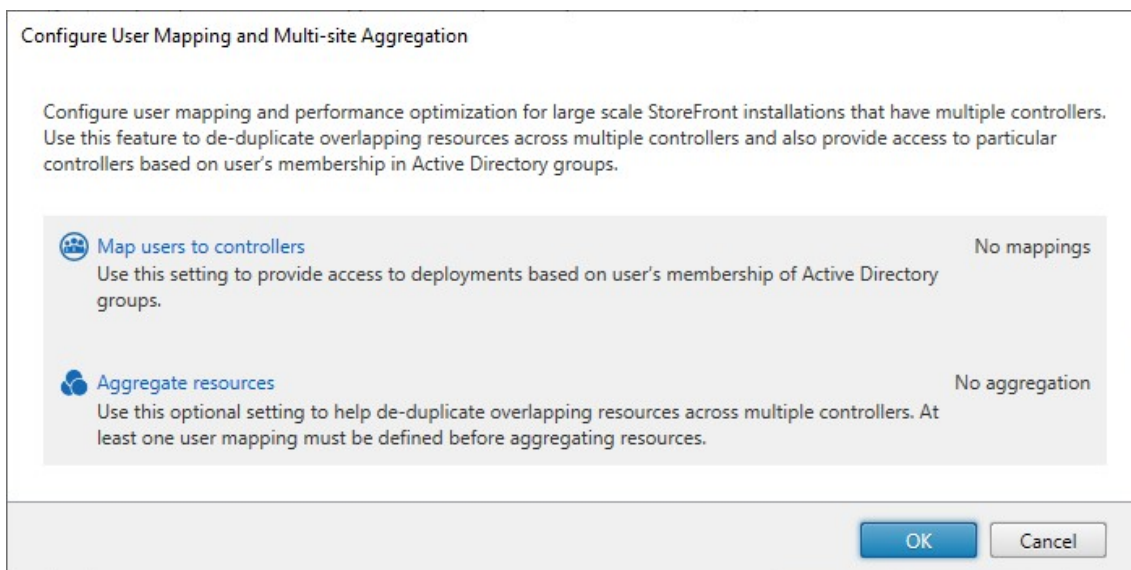 Configure User Mapping and Multi-site Aggregation
Configure user mapping and performance optimization for large scale StoreFront installations that have multiple controllers.
Use this feature to de-duplicate overlapping resources across multiple controllers and also provide access to particular
controllers based on user's membership in Active Directory groups.
Map users to controllers
No mappings
Use this setting to provide access to deployments based on user's membership of Active Directory
groups.
Aggregate resources
No aggregation
Use this optional setting to help de-duplicate overlapping resources across multiple controllers. At
least one user mapping must be defined before aggregating resources.
OK
Cancel